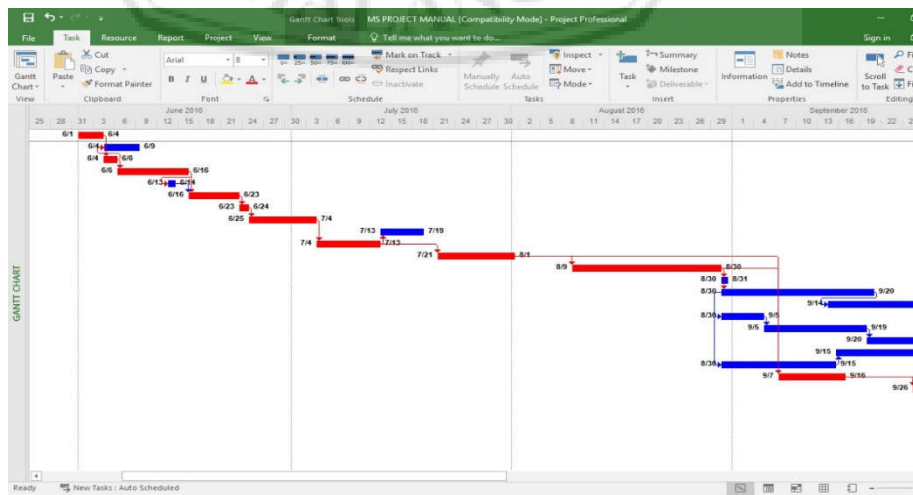 Gantt Chart Tools MS PROJECT MANUAL [Compatibility Mode] - Project Professional
File Task Resource Report Project View Format Tell me what you want to do... Sign in
Cut Arial 8 Mark on Track Inspect Summary Notes
Copy Respect Links Move Milestone Details
Gantt Chart Paste Format Painter B I U Inactivate Manually Schedule Auto Schedule Mode Task Deliverable Information Add to Timeline Scroll to Task
View Clipboard Font Schedule Tasks Insert Properties Editing
June 2016 July 2016 August 2016 September 2016
25 28 31 3 6 9 12 15 18 21 24 27 30 3 6 9 12 15 18 21 24 27 30 2 5 8 11 14 17 20 23 26 29 1 4 7 10 13 16 19 22
6/1 6/4
6/4 6/9
6/4 6/6
6/6 6/16
6/13 6/14
6/16 6/23
6/23 6/24
6/25 7/4
7/13 7/19
7/4 7/13
7/21 8/1
8/9 8/30
8/30 8/31
8/30 9/20
9/14
8/30 9/5
9/5 9/19
9/20
9/15
8/30 9/15
9/7 9/16
9/26
GANTT CHART
Ready New Tasks : Auto Scheduled